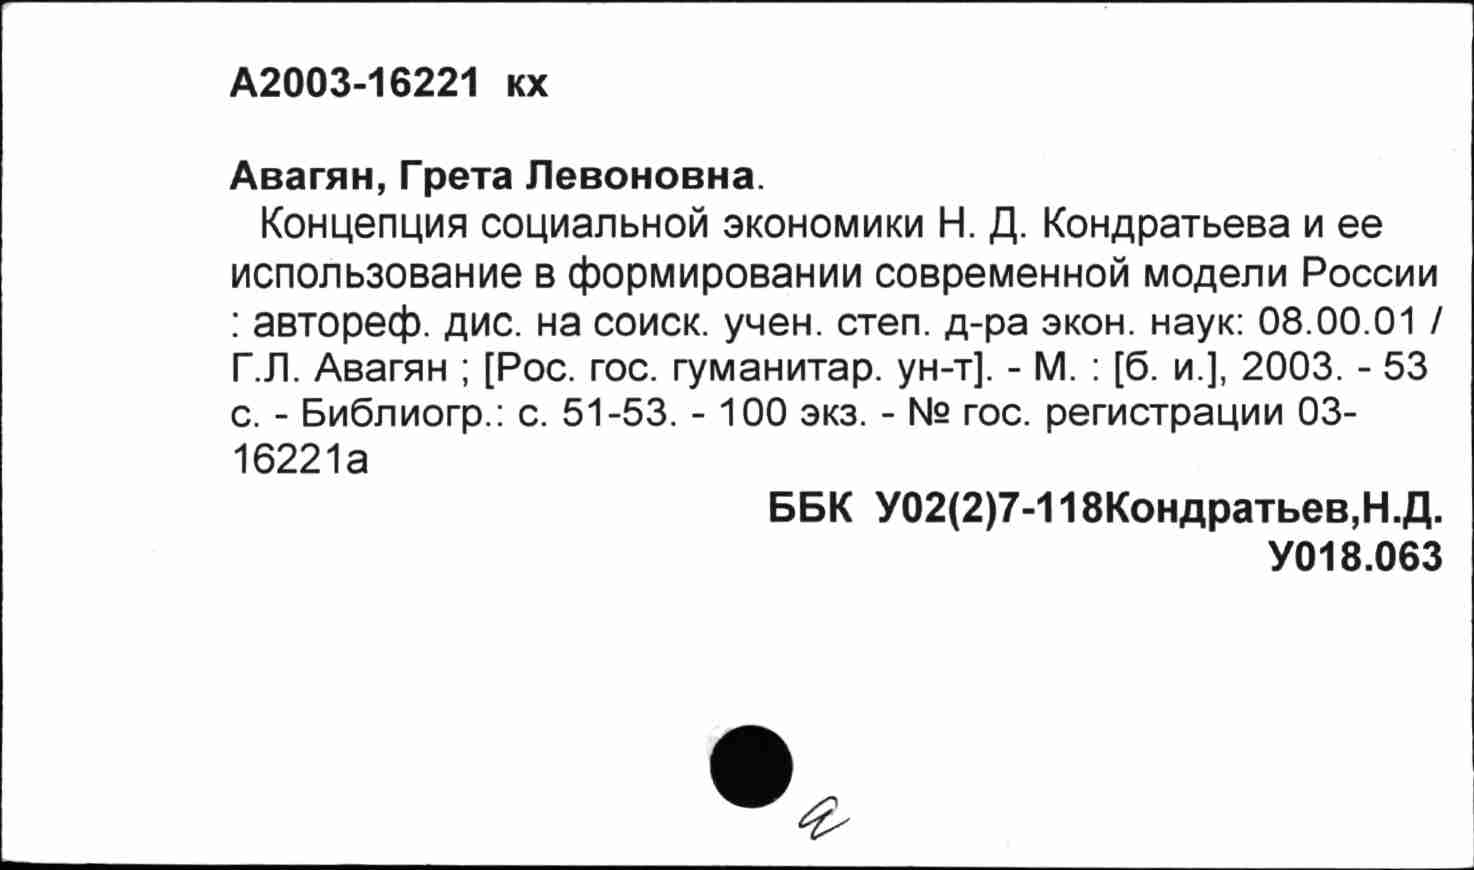 А2003-16221 кх
Авагян, Грета Левоновна.
Концепция социальной экономики Н. Д. Кондратьева и ее
использование в формировании современной модели России
: автореф. дис. на соиск. учен. степ. д-ра экон. наук: 08.00.01 /
Г.Л. Авагян ; [Рос. гос. гуманитар. ун-т]. - М. : [б. и.], 2003. - 53
с. - Библиогр.: с. 51-53. - 100 экз. - № гос. регистрации 03-
16221а
ББК У02(2)7-118Кондратьев,Н.Д.
У018.063